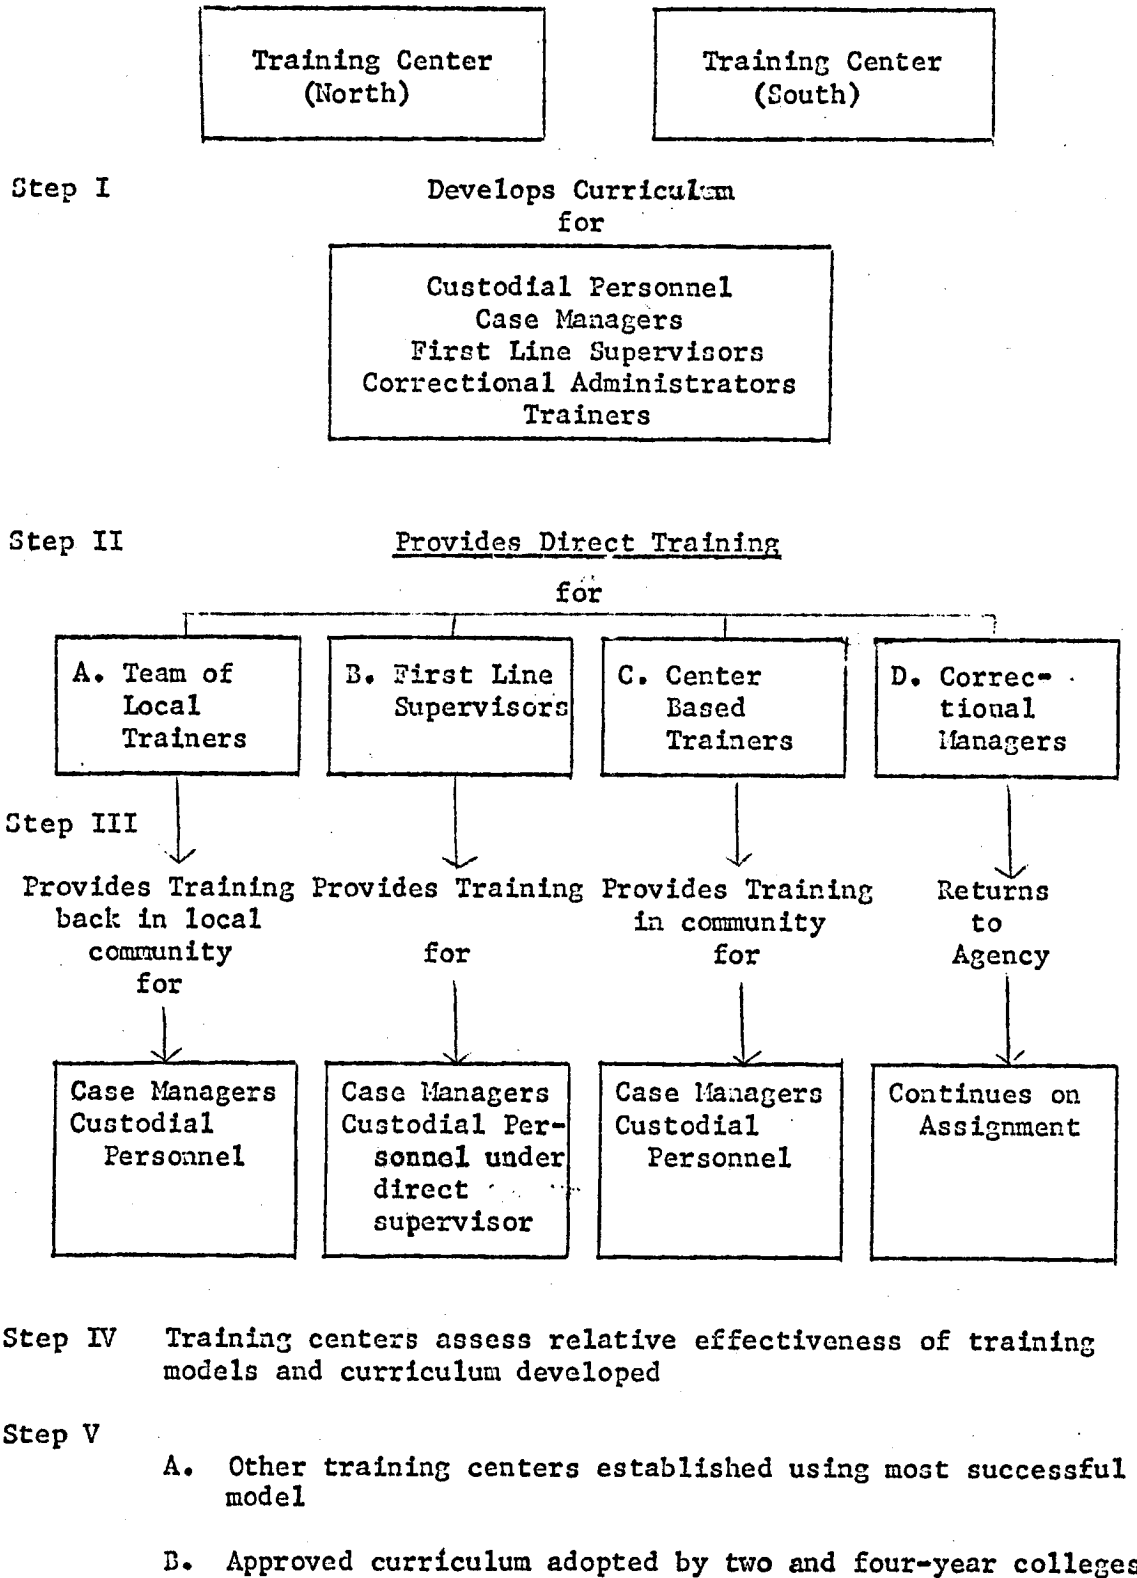 Training Center
(North)
Training Center
(South)
Step I
Develops Curriculum
for
Custodial Personnel
Case Managers
First Line Supervisors
Correctional Administrators
Trainers
Step II
Provides Direct Training
for
A. Team of
Local
Trainers
B. First Line
Supervisors
C. Center
Based
Trainers
D. Correc-
tional
Managers
Step III
Provides Training
back in local
community
for
Provides Training
for
Provides Training
in community
for
Returns
to
Agency
Case Managers
Custodial
Personnel
Case Managers
Custodial Per-
sonnel under
direct
supervisor
Case Managers
Custodial
Personnel
Continues on
Assignment
Step IV Training centers assess relative effectiveness of training
models and curriculum developed
Step V
A. Other training centers established using most successful
model
B. Approved curriculum adopted by two and four-year colleges